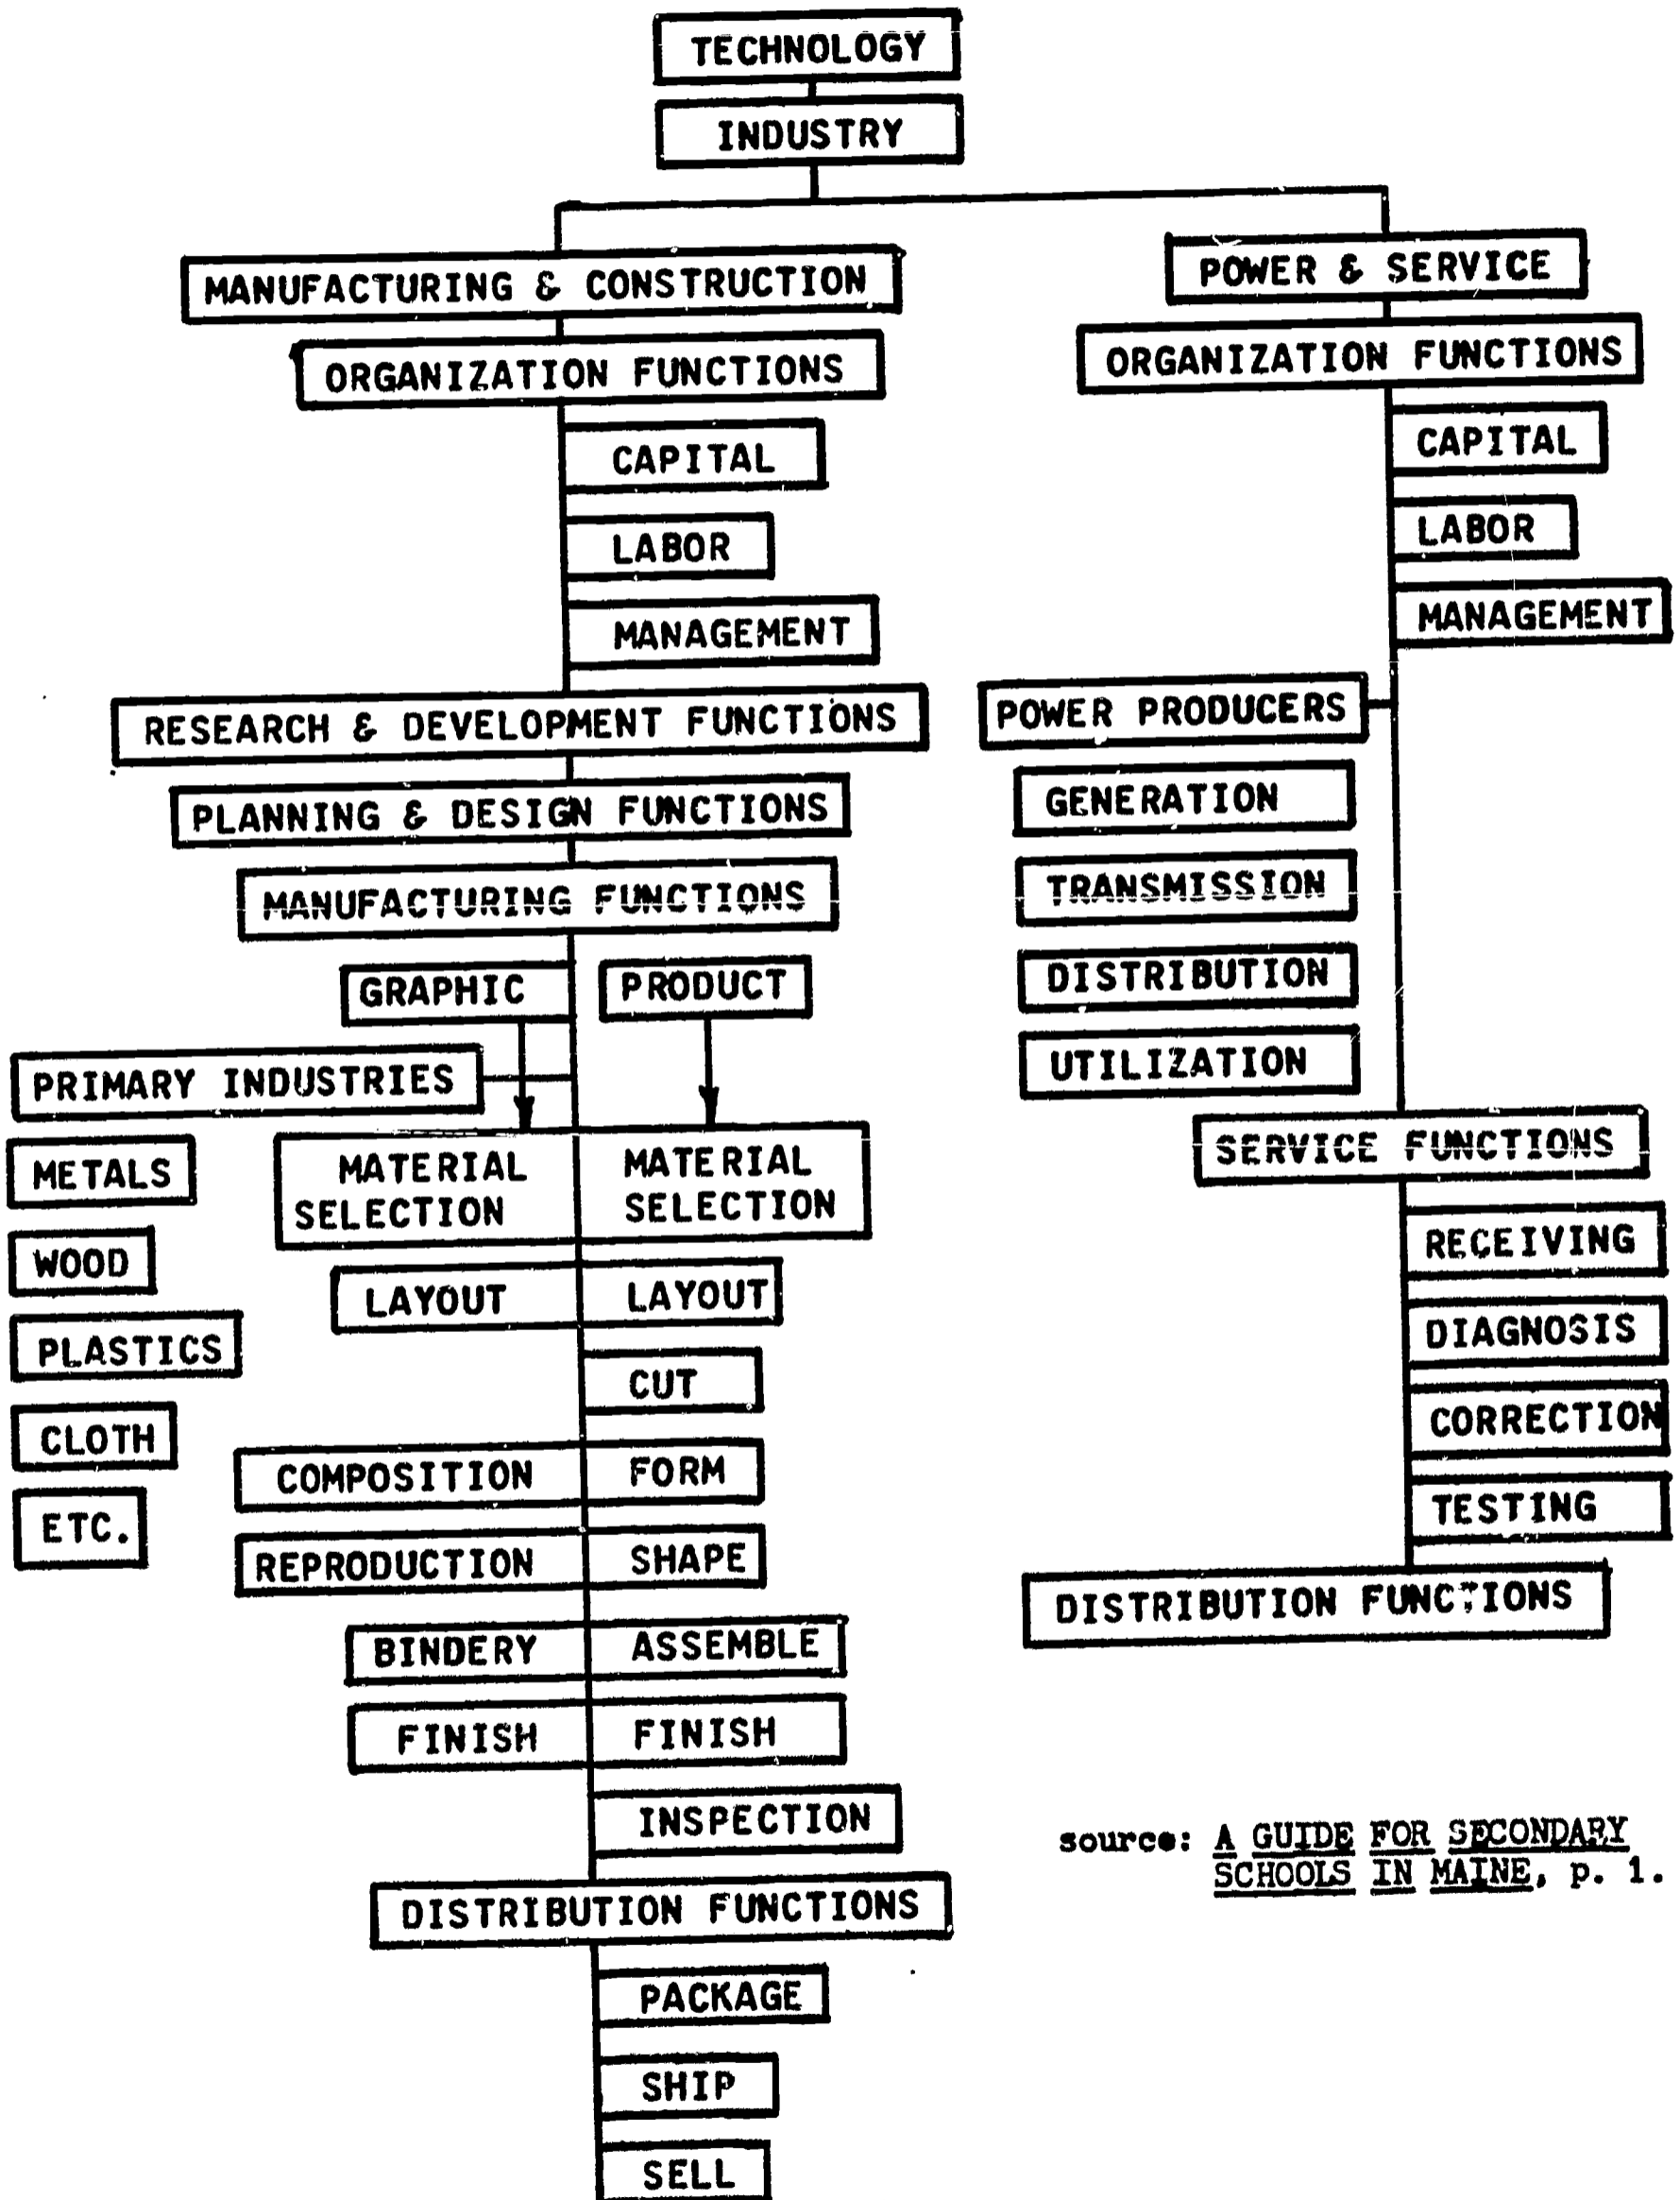 TECHNOLOGY
INDUSTRY
MANUFACTURING & CONSTRUCTION
ORGANIZATION FUNCTIONS
CAPITAL
LABOR
MANAGEMENT
RESEARCH & DEVELOPMENT FUNCTIONS
PLANNING & DESIGN FUNCTIONS
MANUFACTURING FUNCTIONS
GRAPHIC
PRODUCT
PRIMARY INDUSTRIES
METALS
WOOD
PLASTICS
CLOTH
ETC.
MATERIAL
SELECTION
MATERIAL
SELECTION
LAYOUT
LAYOUT
CUT
COMPOSITION
FORM
REPRODUCTION
SHAPE
BINDERY
ASSEMBLE
FINISH
FINISH
INSPECTION
DISTRIBUTION FUNCTIONS
PACKAGE
SHIP
SELL
POWER & SERVICE
ORGANIZATION FUNCTIONS
CAPITAL
LABOR
MANAGEMENT
POWER PRODUCERS
GENERATION
TRANSMISSION
DISTRIBUTION
UTILIZATION
SERVICE FUNCTIONS
RECEIVING
DIAGNOSIS
CORRECTION
TESTING
DISTRIBUTION FUNCTIONS
source: A GUIDE FOR SECONDARY
SCHOOLS IN MAINE, p. 1.